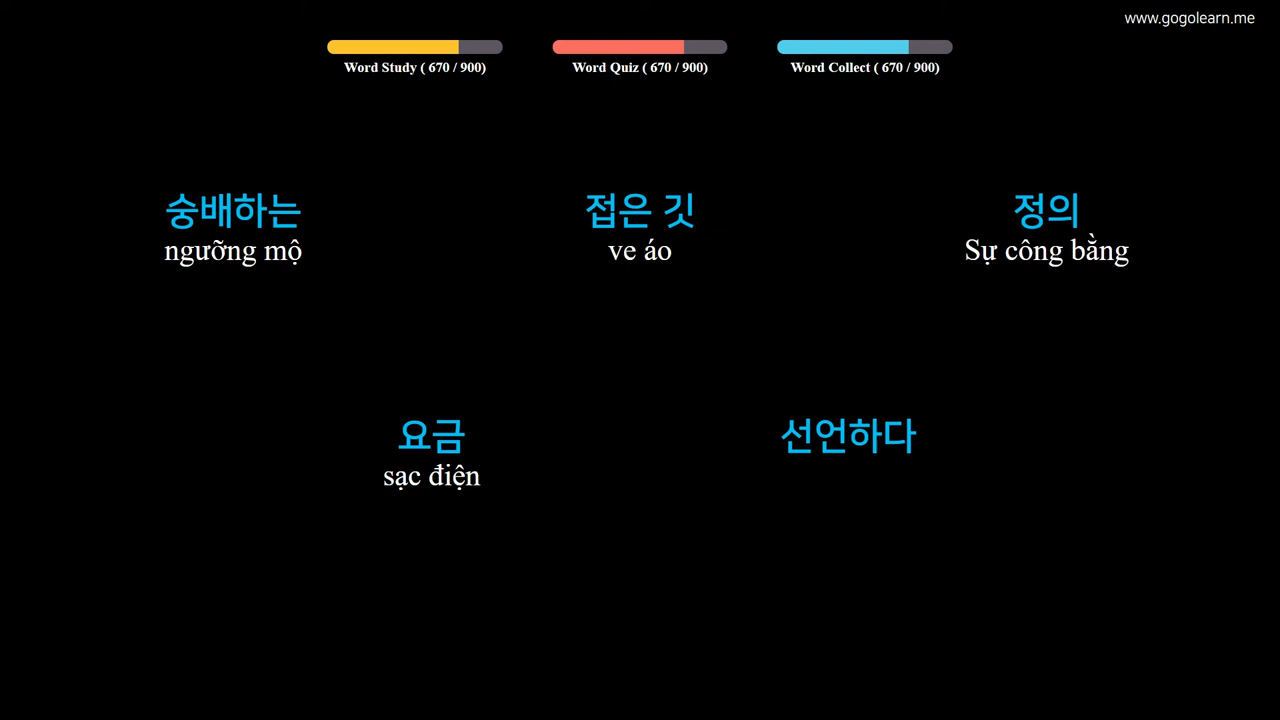 www.gogolearn.me
Word Study ( 670 / 900)
Word Quiz ( 670 / 900)
Word Collect ( 670 / 900)
숭배하는
ngưỡng mộ
접은 깃
ve áo
정의
Sự công bằng
요금
sạc điện
선언하다